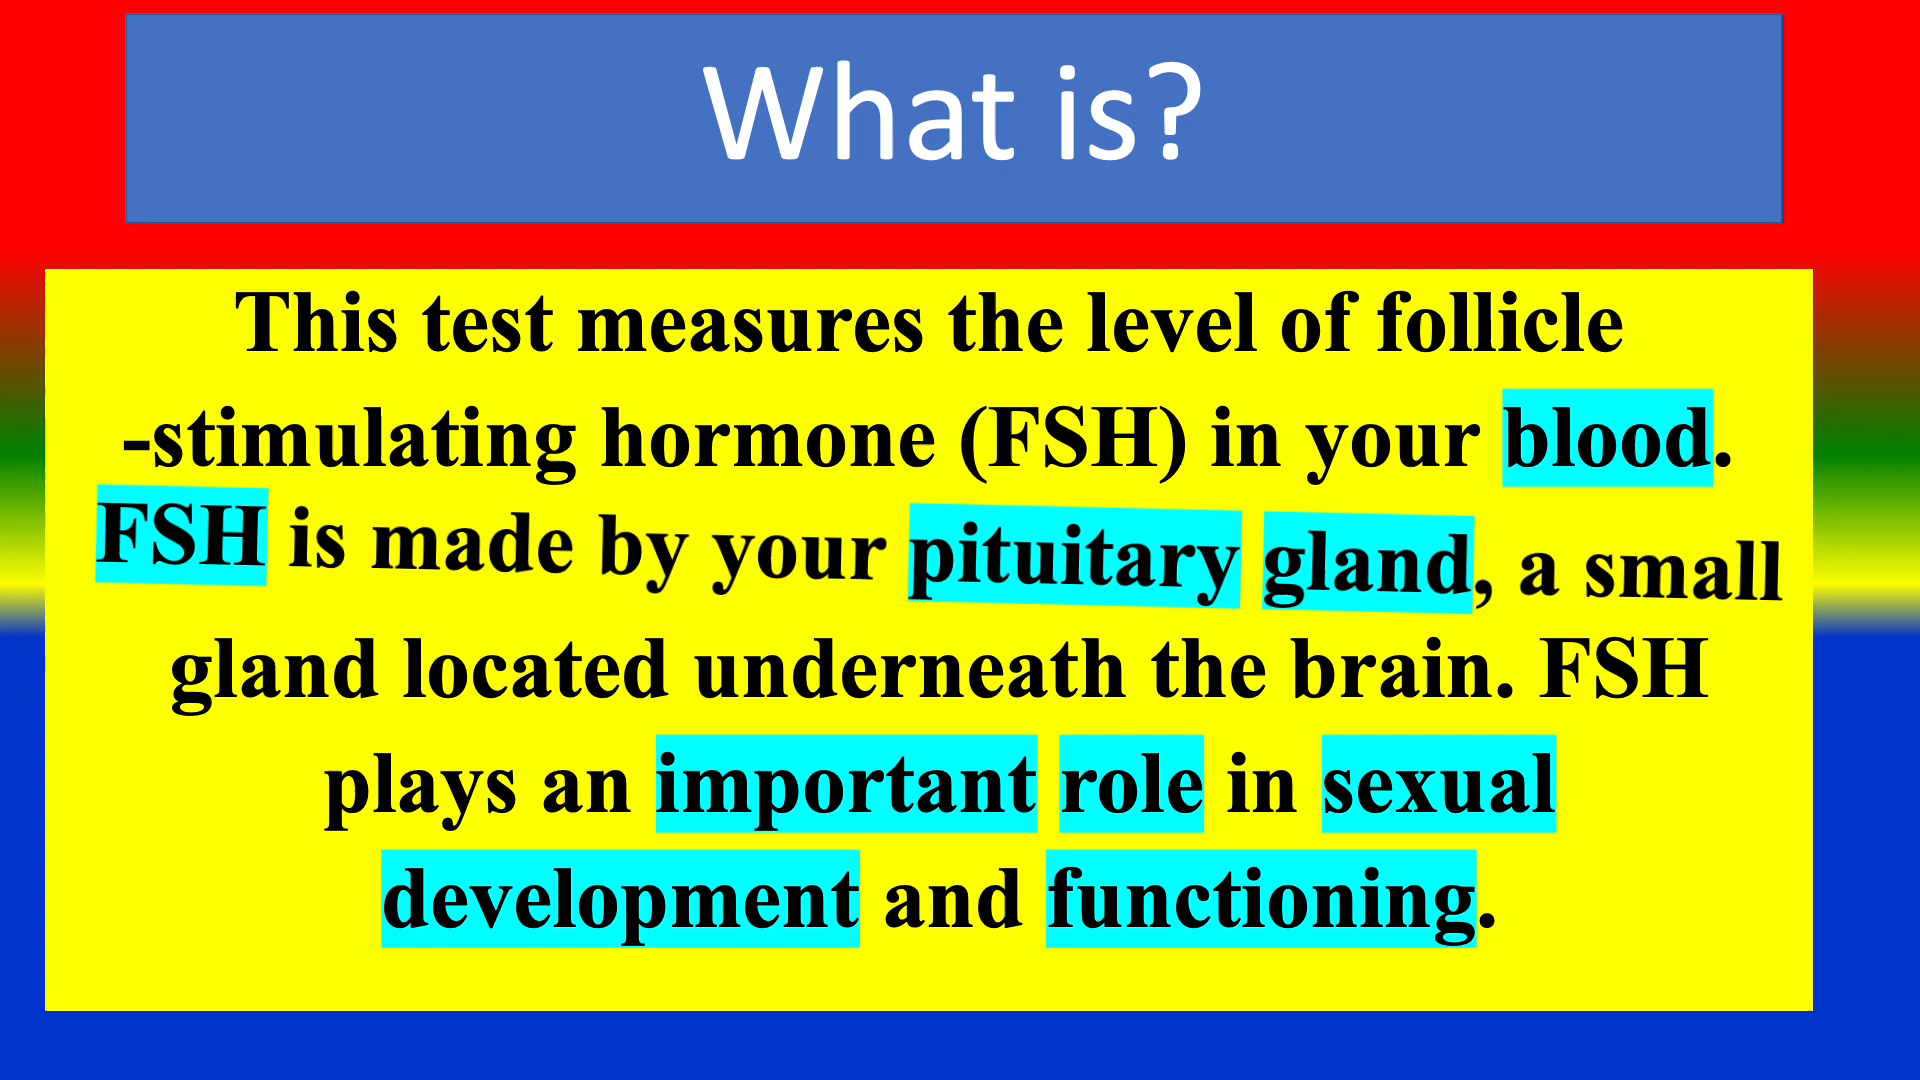 What is?
This test measures the level of follicle
-stimulating hormone (FSH) in your blood.
FSH is made by your pituitary gland, a small
gland located underneath the brain. FSH
plays an important role in sexual
development and functioning.